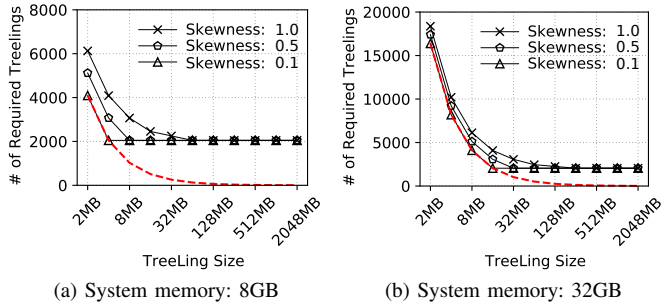 8000
6000
4000
2000
0
# of Required Treelings
Skewness: 1.0
Skewness: 0.5
Skewness: 0.1
2MB
8MB
32MB
128MB
512MB
2048MB
TreeLing Size
(a) System memory: 8GB
20000
15000
10000
5000
0
# of Required Treelings
Skewness: 1.0
Skewness: 0.5
Skewness: 0.1
2MB
8MB
32MB
128MB
512MB
2048MB
TreeLing Size
(b) System memory: 32GB